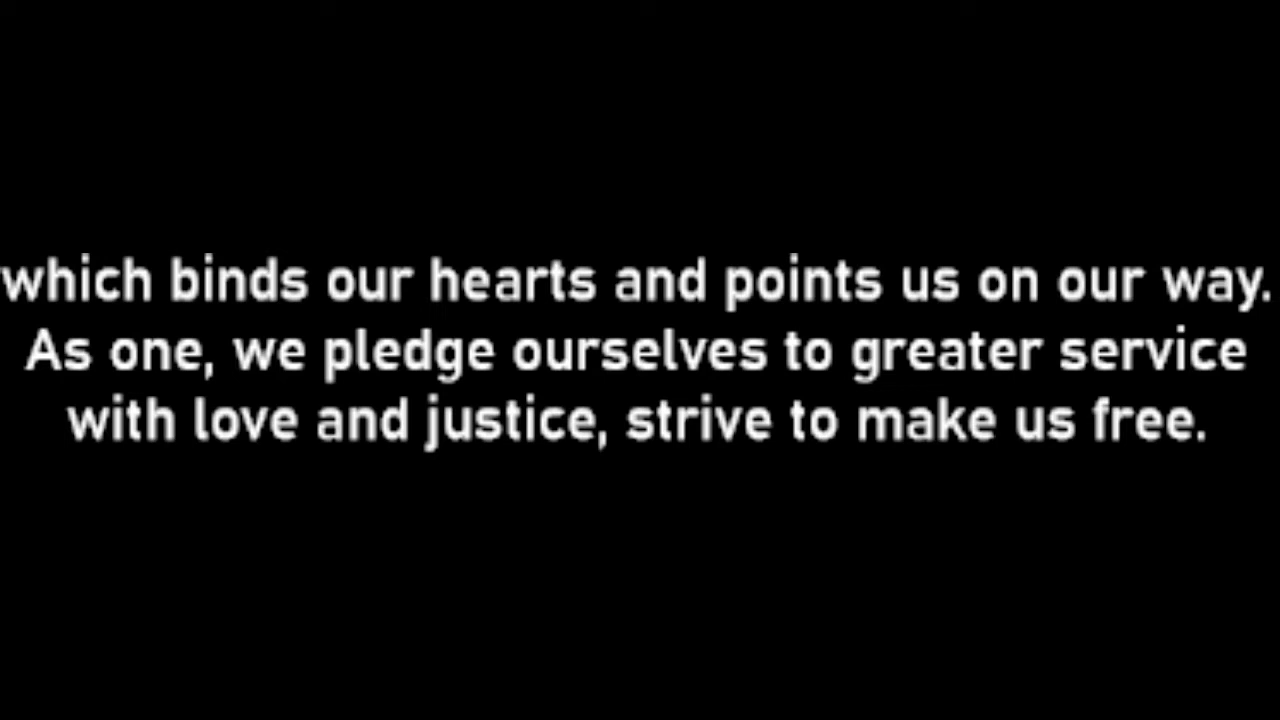 which binds our hearts and points us on our way.
As one, we pledge ourselves to greater service
with love and justice, strive to make us free.